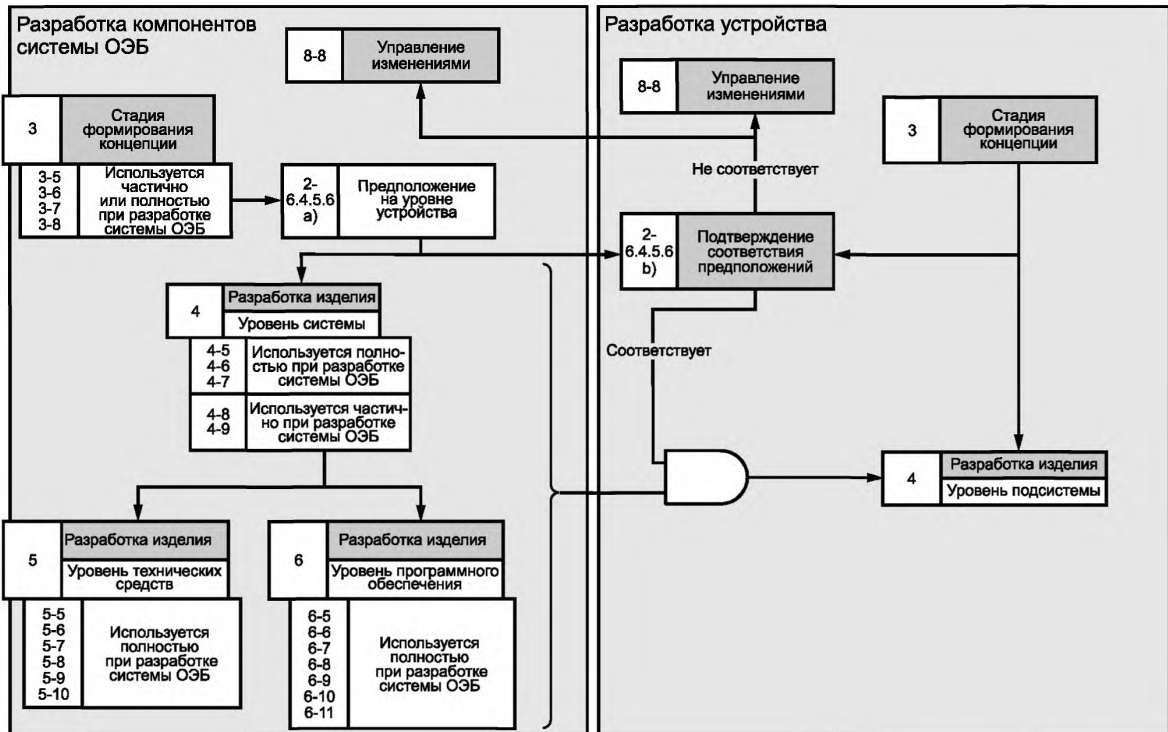 Разработка компонентов
системы ОЭБ
8-8
Управление
изменениями
3
Стадия
формирования
концепции
3-5
3-6
3-7
3-8
Используется
частично
или полностью
при разработке
системы ОЭБ
2-
6.4.5.6
a)
Предположение
на уровне
устройства
4
Разработка изделия
Уровень системы
4-5
4-6
4-7
Используется полно-
стью при разработке
системы ОЭБ
4-8
4-9
Используется частич-
но при разработке
системы ОЭБ
5
Разработка изделия
Уровень технических
средств
5-5
5-6
5-7
5-8
5-9
5-10
Используется
полностью
при разработке
системы ОЭБ
6
Разработка изделия
Уровень программного
обеспечения
6-5
6-6
6-7
6-8
6-9
6-10
6-11
Используется
полностью
при разработке
системы ОЭБ
Разработка устройства
8-8
Управление
изменениями
3
Стадия
формирования
концепции
Не соответствует
2-
6.4.5.6
b)
Подтверждение
соответствия
предположений
Соответствует
4
Разработка изделия
Уровень подсистемы